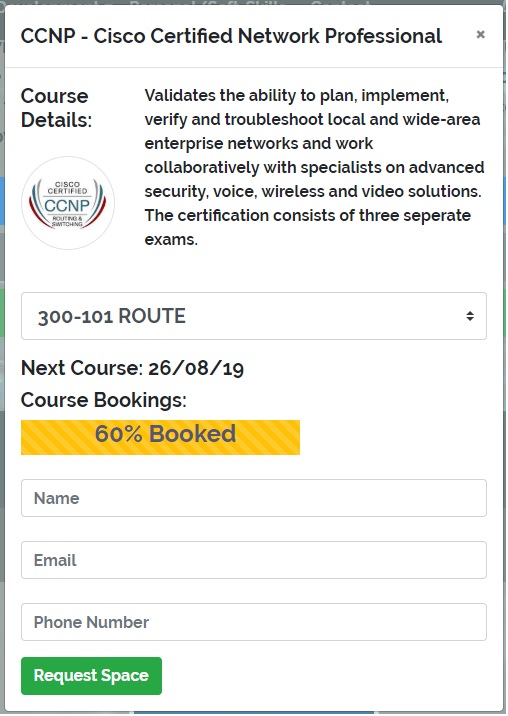 CCNP - Cisco Certified Network Professional
×
Course
Details:
CISCO
CERTIFIED
CCNP
ROUTING &
SWITCHING
Validates the ability to plan, implement,
verify and troubleshoot local and wide-area
enterprise networks and work
collaboratively with specialists on advanced
security, voice, wireless and video solutions.
The certification consists of three seperate
exams.
300-101 ROUTE
Next Course: 26/08/19
Course Bookings:
60% Booked
Name
Email
Phone Number
Request Space